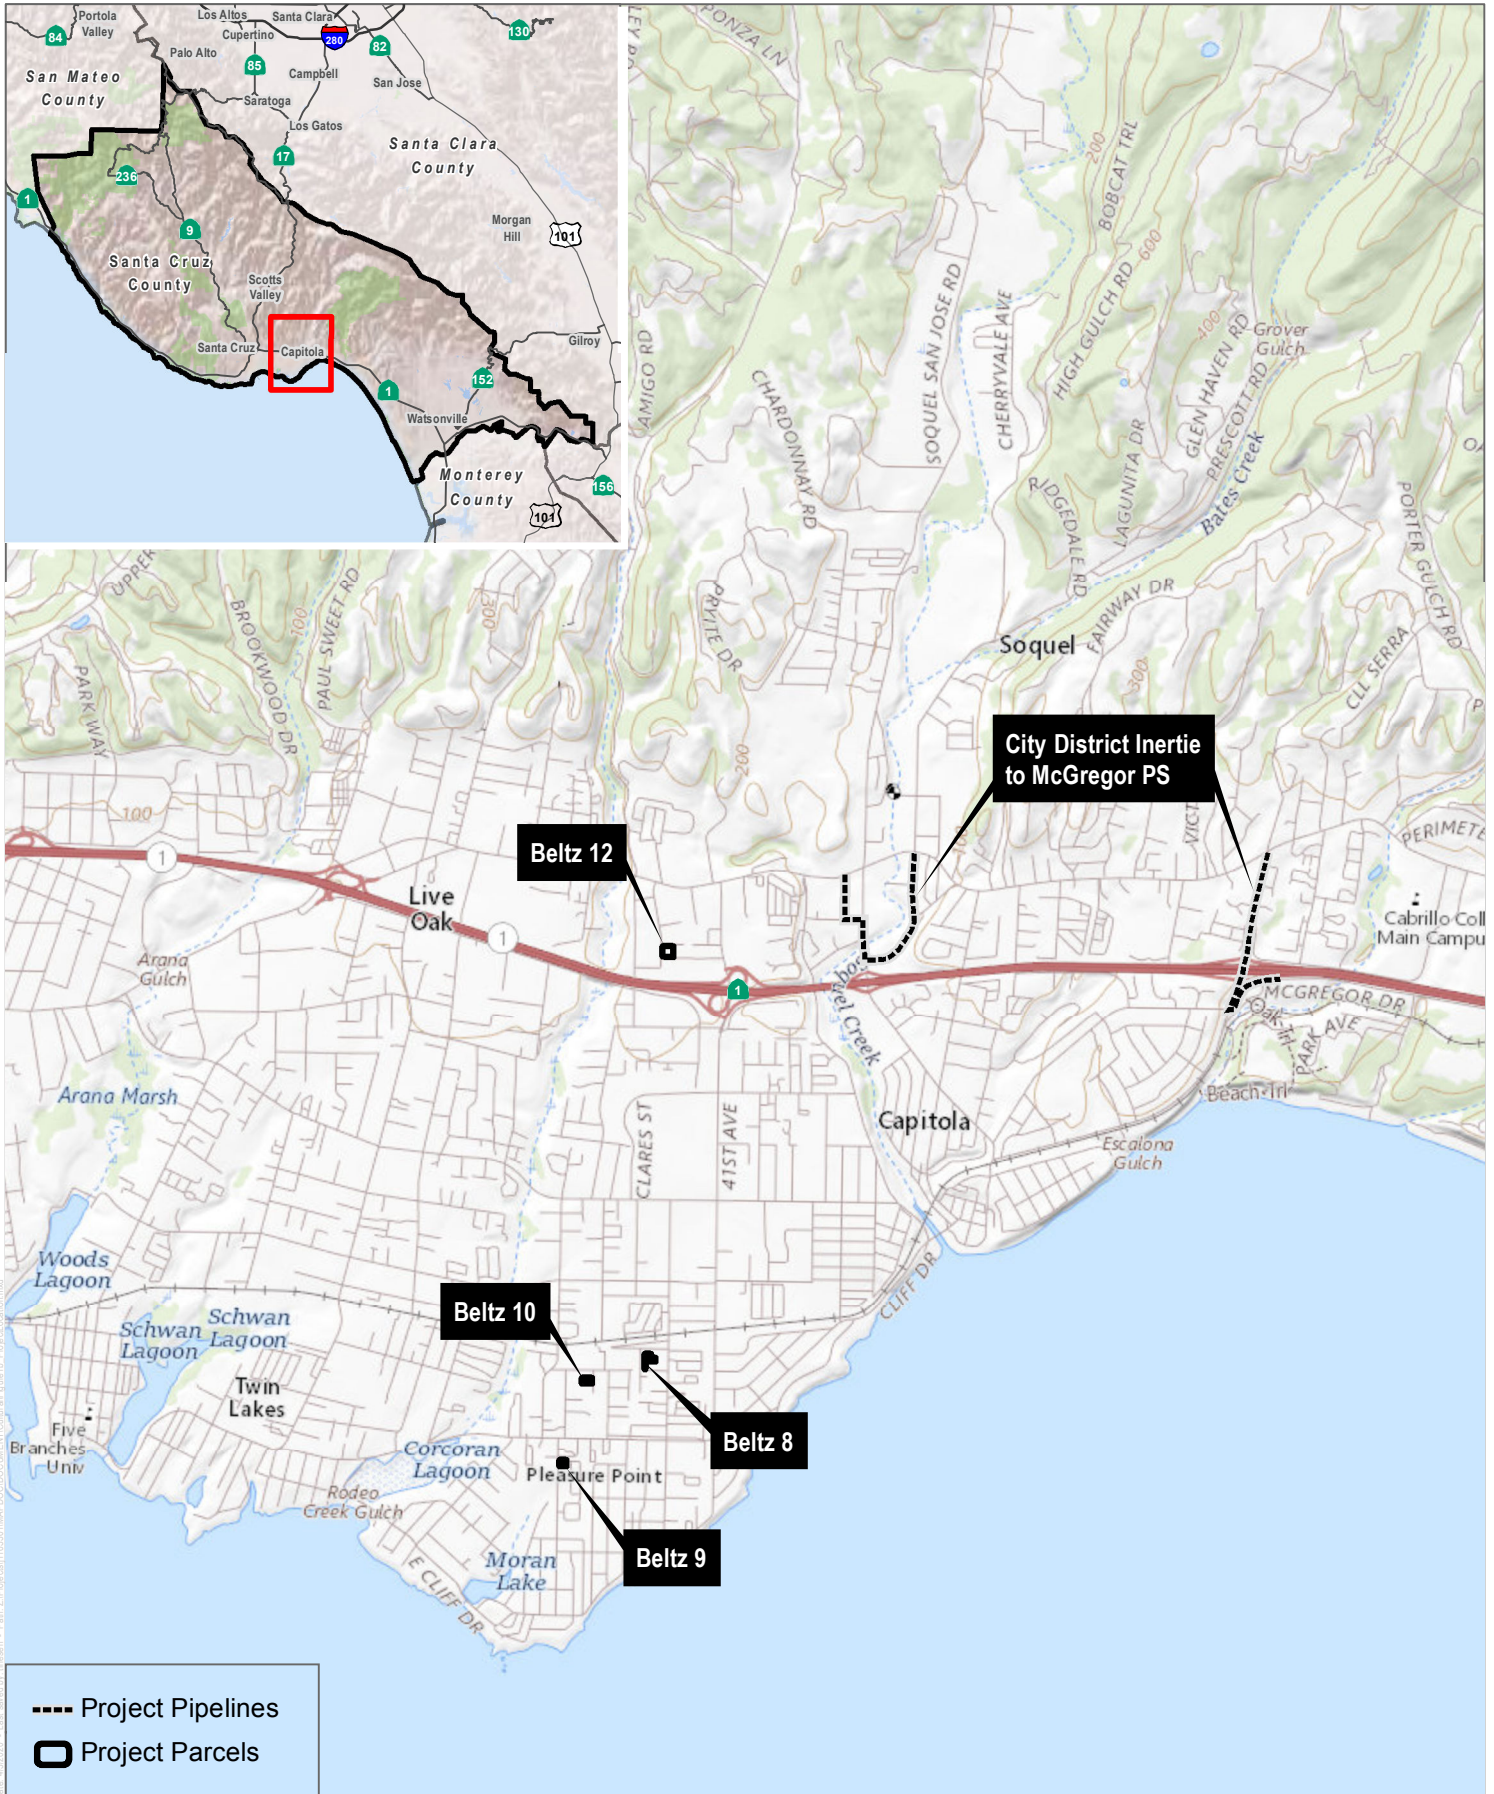 Portola
Valley
Los Altos
Santa Clara
Cupertino
84
130
280
82
Palo Alto
85
San Mateo
County
Campbell
San Jose
Saratoga
Los Gatos
17
Santa Clara
County
236
1
9
Morgan
Hill
101
Santa Cruz
County
Scotts
Valley
Santa Cruz
Capitola
Gilroy
152
1
Watsonville
Monterey
County
156
101
PONZA LN
BOBCAT TRL
200
600
HIGH GULCH RD
SOQUEL SAN JOSE RD
CHERRYVALE AVE
400
GLEN HAVEN RD
PRESCOTT RD
Grover
Gulch
AMIGO RD
CHARDONNAY RD
LAGUNITA DR
RIDGEDALE RD
Bates Creek
PORTER GULCH RD
UPPER
BROOKWOOD DR
100
PAUL SWEET RD
300
PRYLTE DR
Soquel
FAIRWAY DR
300
CLL SERRA
PARK WAY
200
City District Inertie
to McGregor PS
100
1
Beltz 12
VICT
PERIMETE
Live
Oak
1
Cabrillo Coll
Main Campu
Arana
Gulch
1
MCGREGOR DR
Oak Trl
PARK AVE
Beach Trl
el Creek
Arana Marsh
CLARES ST
41ST AVE
Capitola
Escalona
Gulch
Woods
Lagoon
CLIFF DR
Schwan
Lagoon
Schwan
Lagoon
Beltz 10
Twin
Lakes
Five
Branches
Univ
Beltz 8
Corcoran
Lagoon
Pleasure Point
Rodeo
Creek Gulch
Beltz 9
Moran
Lake
E CLIFF DR
Project Pipelines
Project Parcels